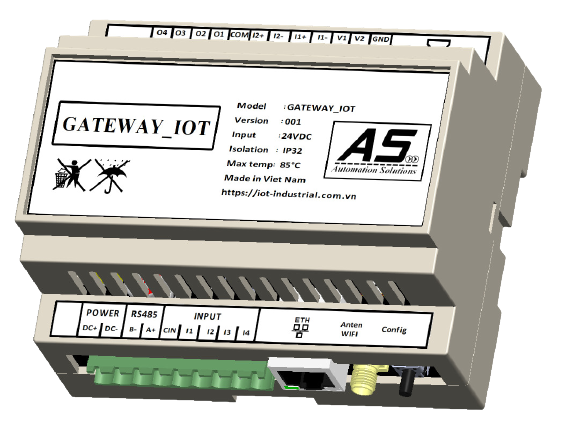 O4 O3 O2 O1 COM I2+ I2- I1+ I1- V1 V2 GND
GATEWAY_IOT
Model : GATEWAY_IOT
Version : 001
Input : 24VDC
Isolation : IP32
Max temp: 85°C
Made in Viet Nam
https://iot-industrial.com.vn
AS
Automation Solutions
POWER RS485 INPUT
DC+ DC- B- A+ CIN I1 I2 I3 I4
ETH
Anten
WIFI
Config